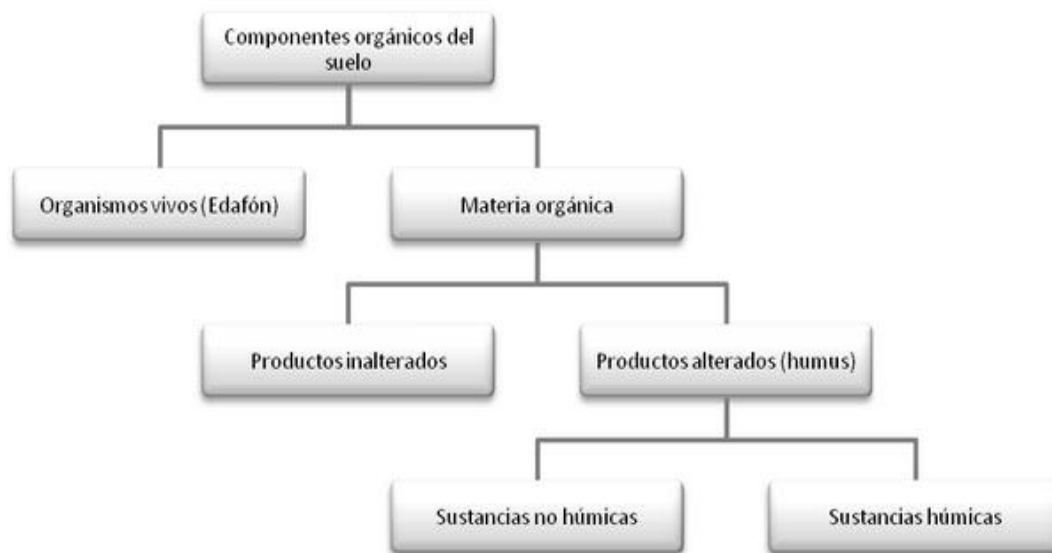 Componentes orgánicos del
suelo
Organismos vivos (Edafón)
Materia orgánica
Productos inalterados
Productos alterados (humus)
Sustancias no húmicas
Sustancias húmicas